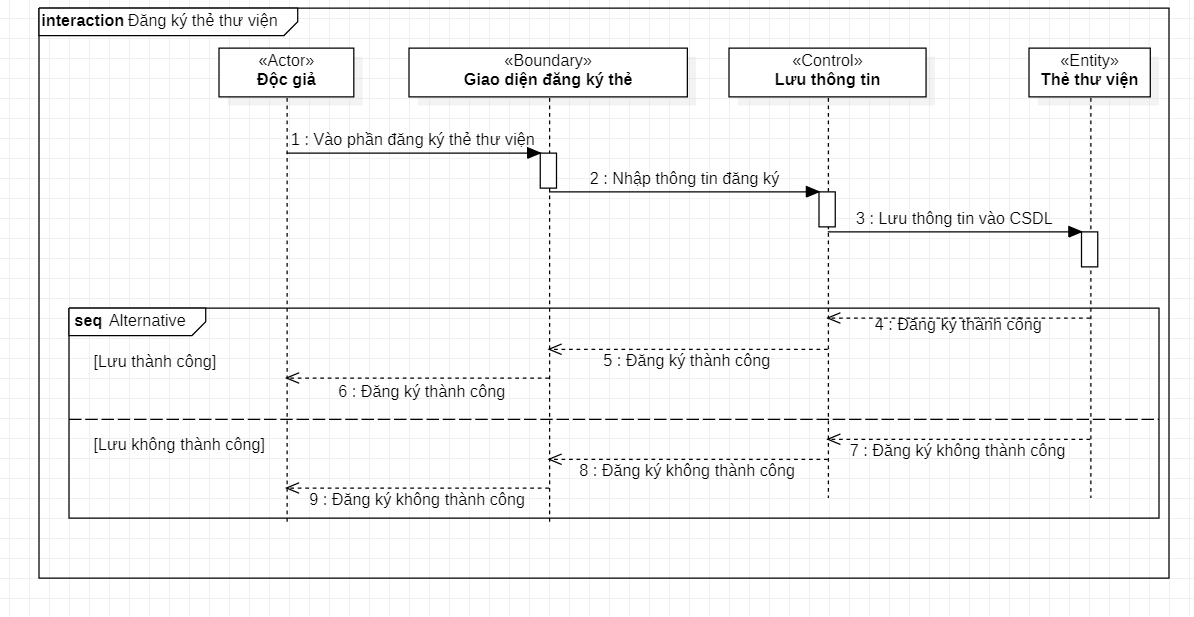 interaction Đăng ký thẻ thư viện
«Actor»
Độc giả
«Boundary»
Giao diện đăng ký thẻ
«Control»
Lưu thông tin
«Entity»
Thẻ thư viện
1 : Vào phần đăng ký thẻ thư viện
2 : Nhập thông tin đăng ký
3 : Lưu thông tin vào CSDL
seq Alternative
4 : Đăng ký thành công
[Lưu thành công]
5 : Đăng ký thành công
6 : Đăng ký thành công
[Lưu không thành công]
7 : Đăng ký không thành công
8 : Đăng ký không thành công
9 : Đăng ký không thành công